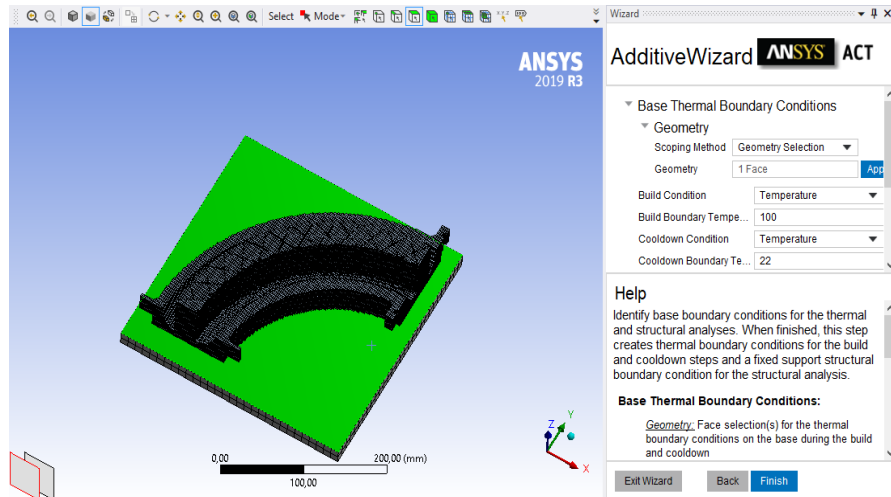 Select Mode
Wizard
AdditiveWizard ANSYS ACT
ANSYS
2019 R3
Base Thermal Boundary Conditions
Geometry
Scoping Method Geometry Selection
Geometry 1 Face App
Build Condition Temperature
Build Boundary Tempe... 100
Cooldown Condition Temperature
Cooldown Boundary Te... 22
Help
Identify base boundary conditions for the thermal
and structural analyses. When finished, this step
creates thermal boundary conditions for the build
and cooldown steps and a fixed support structural
boundary condition for the structural analysis.
Base Thermal Boundary Conditions:
Geometry: Face selection(s) for the thermal
boundary conditions on the base during the build
and cooldown
Z
Y
X
0,00 200,00 (mm)
100,00
Exit Wizard Back Finish